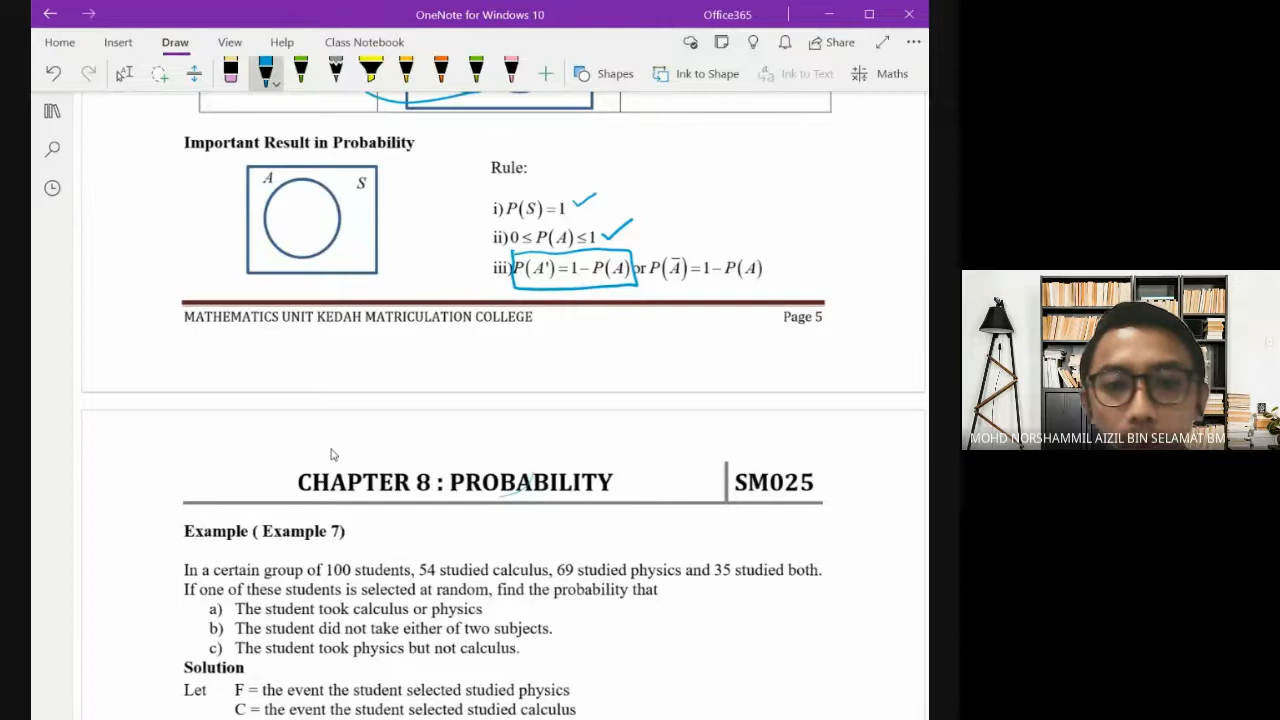 OneNote for Windows 10
Office365
Home
Insert
Draw
View
Help
Class Notebook
Share
Shapes
Ink to Shape
Ink to Text
Maths
Important Result in Probability
A
S
Rule:
i) P(S) = 1
ii) 0 ≤ P(A) ≤ 1
iii) P(A') = 1 − P(A) or P(A̅) = 1 − P(A)
MATHEMATICS UNIT KEDAH MATRICULATION COLLEGE Page 5
CHAPTER 8 : PROBABILITY SM025
Example ( Example 7)
In a certain group of 100 students, 54 studied calculus, 69 studied physics and 35 studied both.
If one of these students is selected at random, find the probability that
a) The student took calculus or physics
b) The student did not take either of two subjects.
c) The student took physics but not calculus.
Solution
Let F = the event the student selected studied physics
C = the event the student selected studied calculus
MOHD NORSHAMMIL AIZIL BIN SELAMAT BM